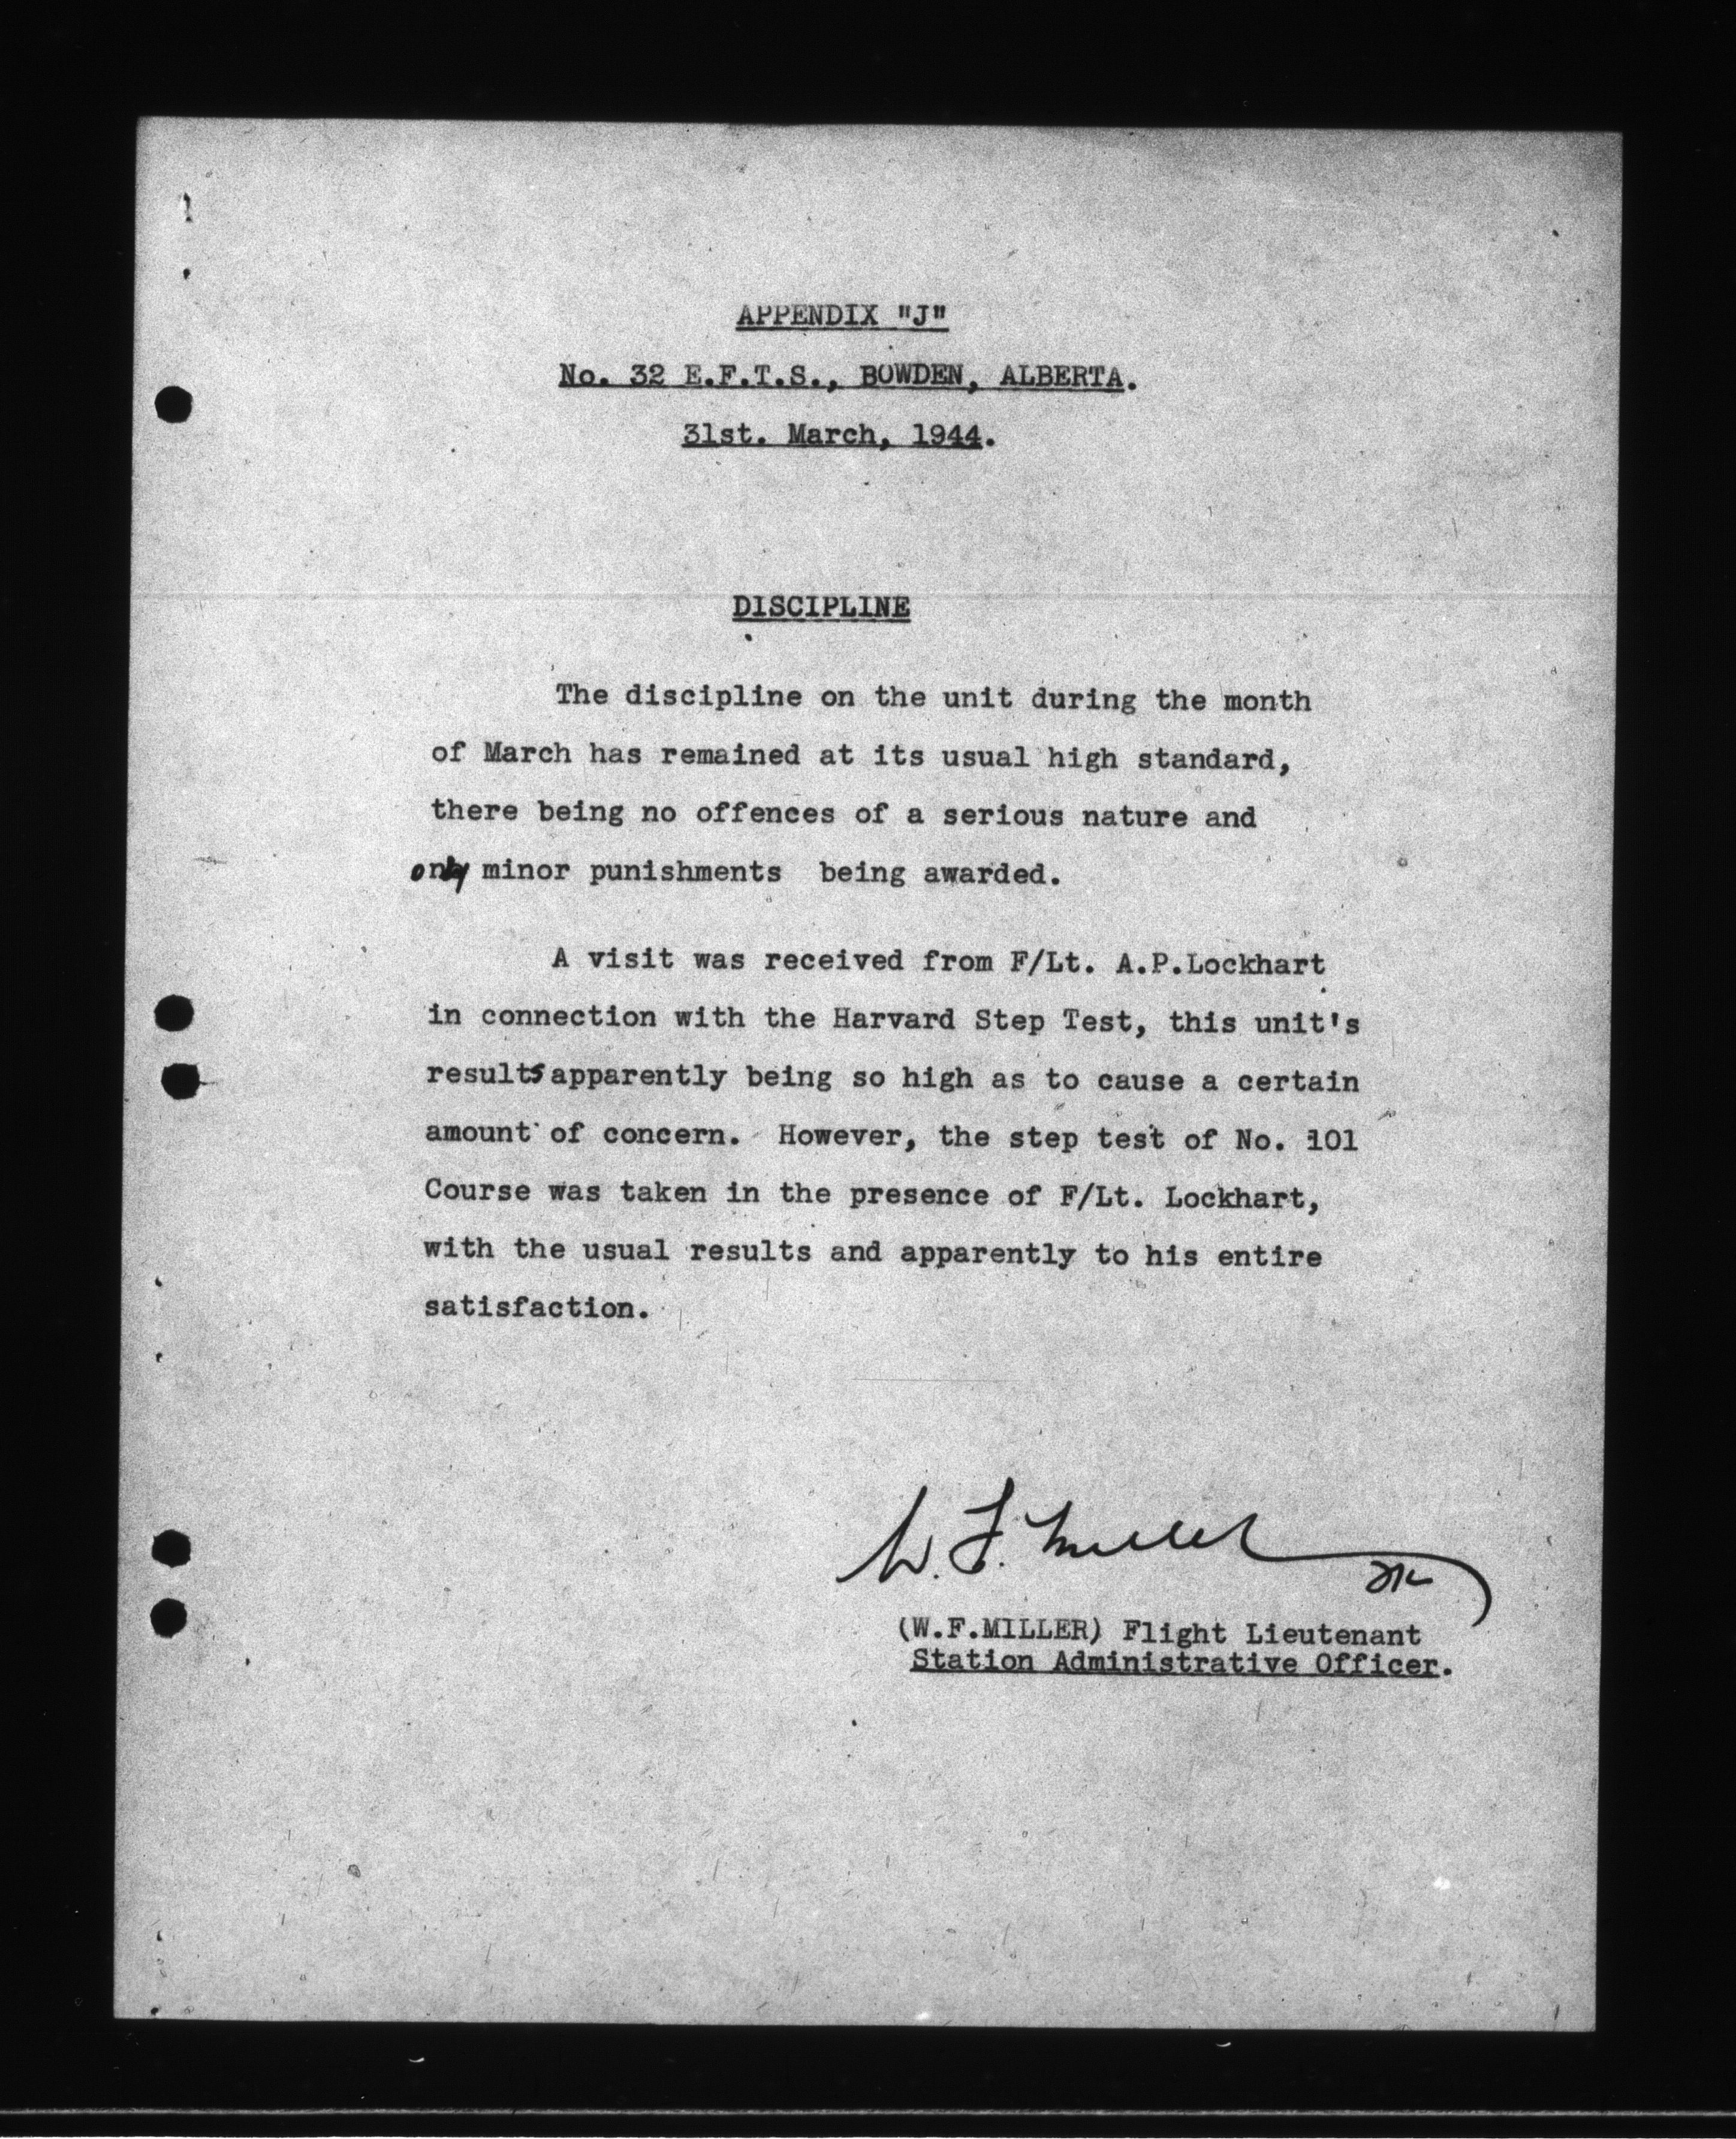 APPENDIX "J"
No. 32 E.F.T.S., BOWDEN, ALBERTA.
31st. March, 1944.
DISCIPLINE
The discipline on the unit during the month
of March has remained at its usual high standard,
there being no offences of a serious nature and
only minor punishments being awarded.
A visit was received from F/Lt. A.P.Lockhart
in connection with the Harvard Step Test, this unit's
results apparently being so high as to cause a certain
amount of concern. However, the step test of No. 101
Course was taken in the presence of F/Lt. Lockhart,
with the usual results and apparently to his entire
satisfaction.
W. F. Miller
(W.F.MILLER) Flight Lieutenant
Station Administrative Officer.